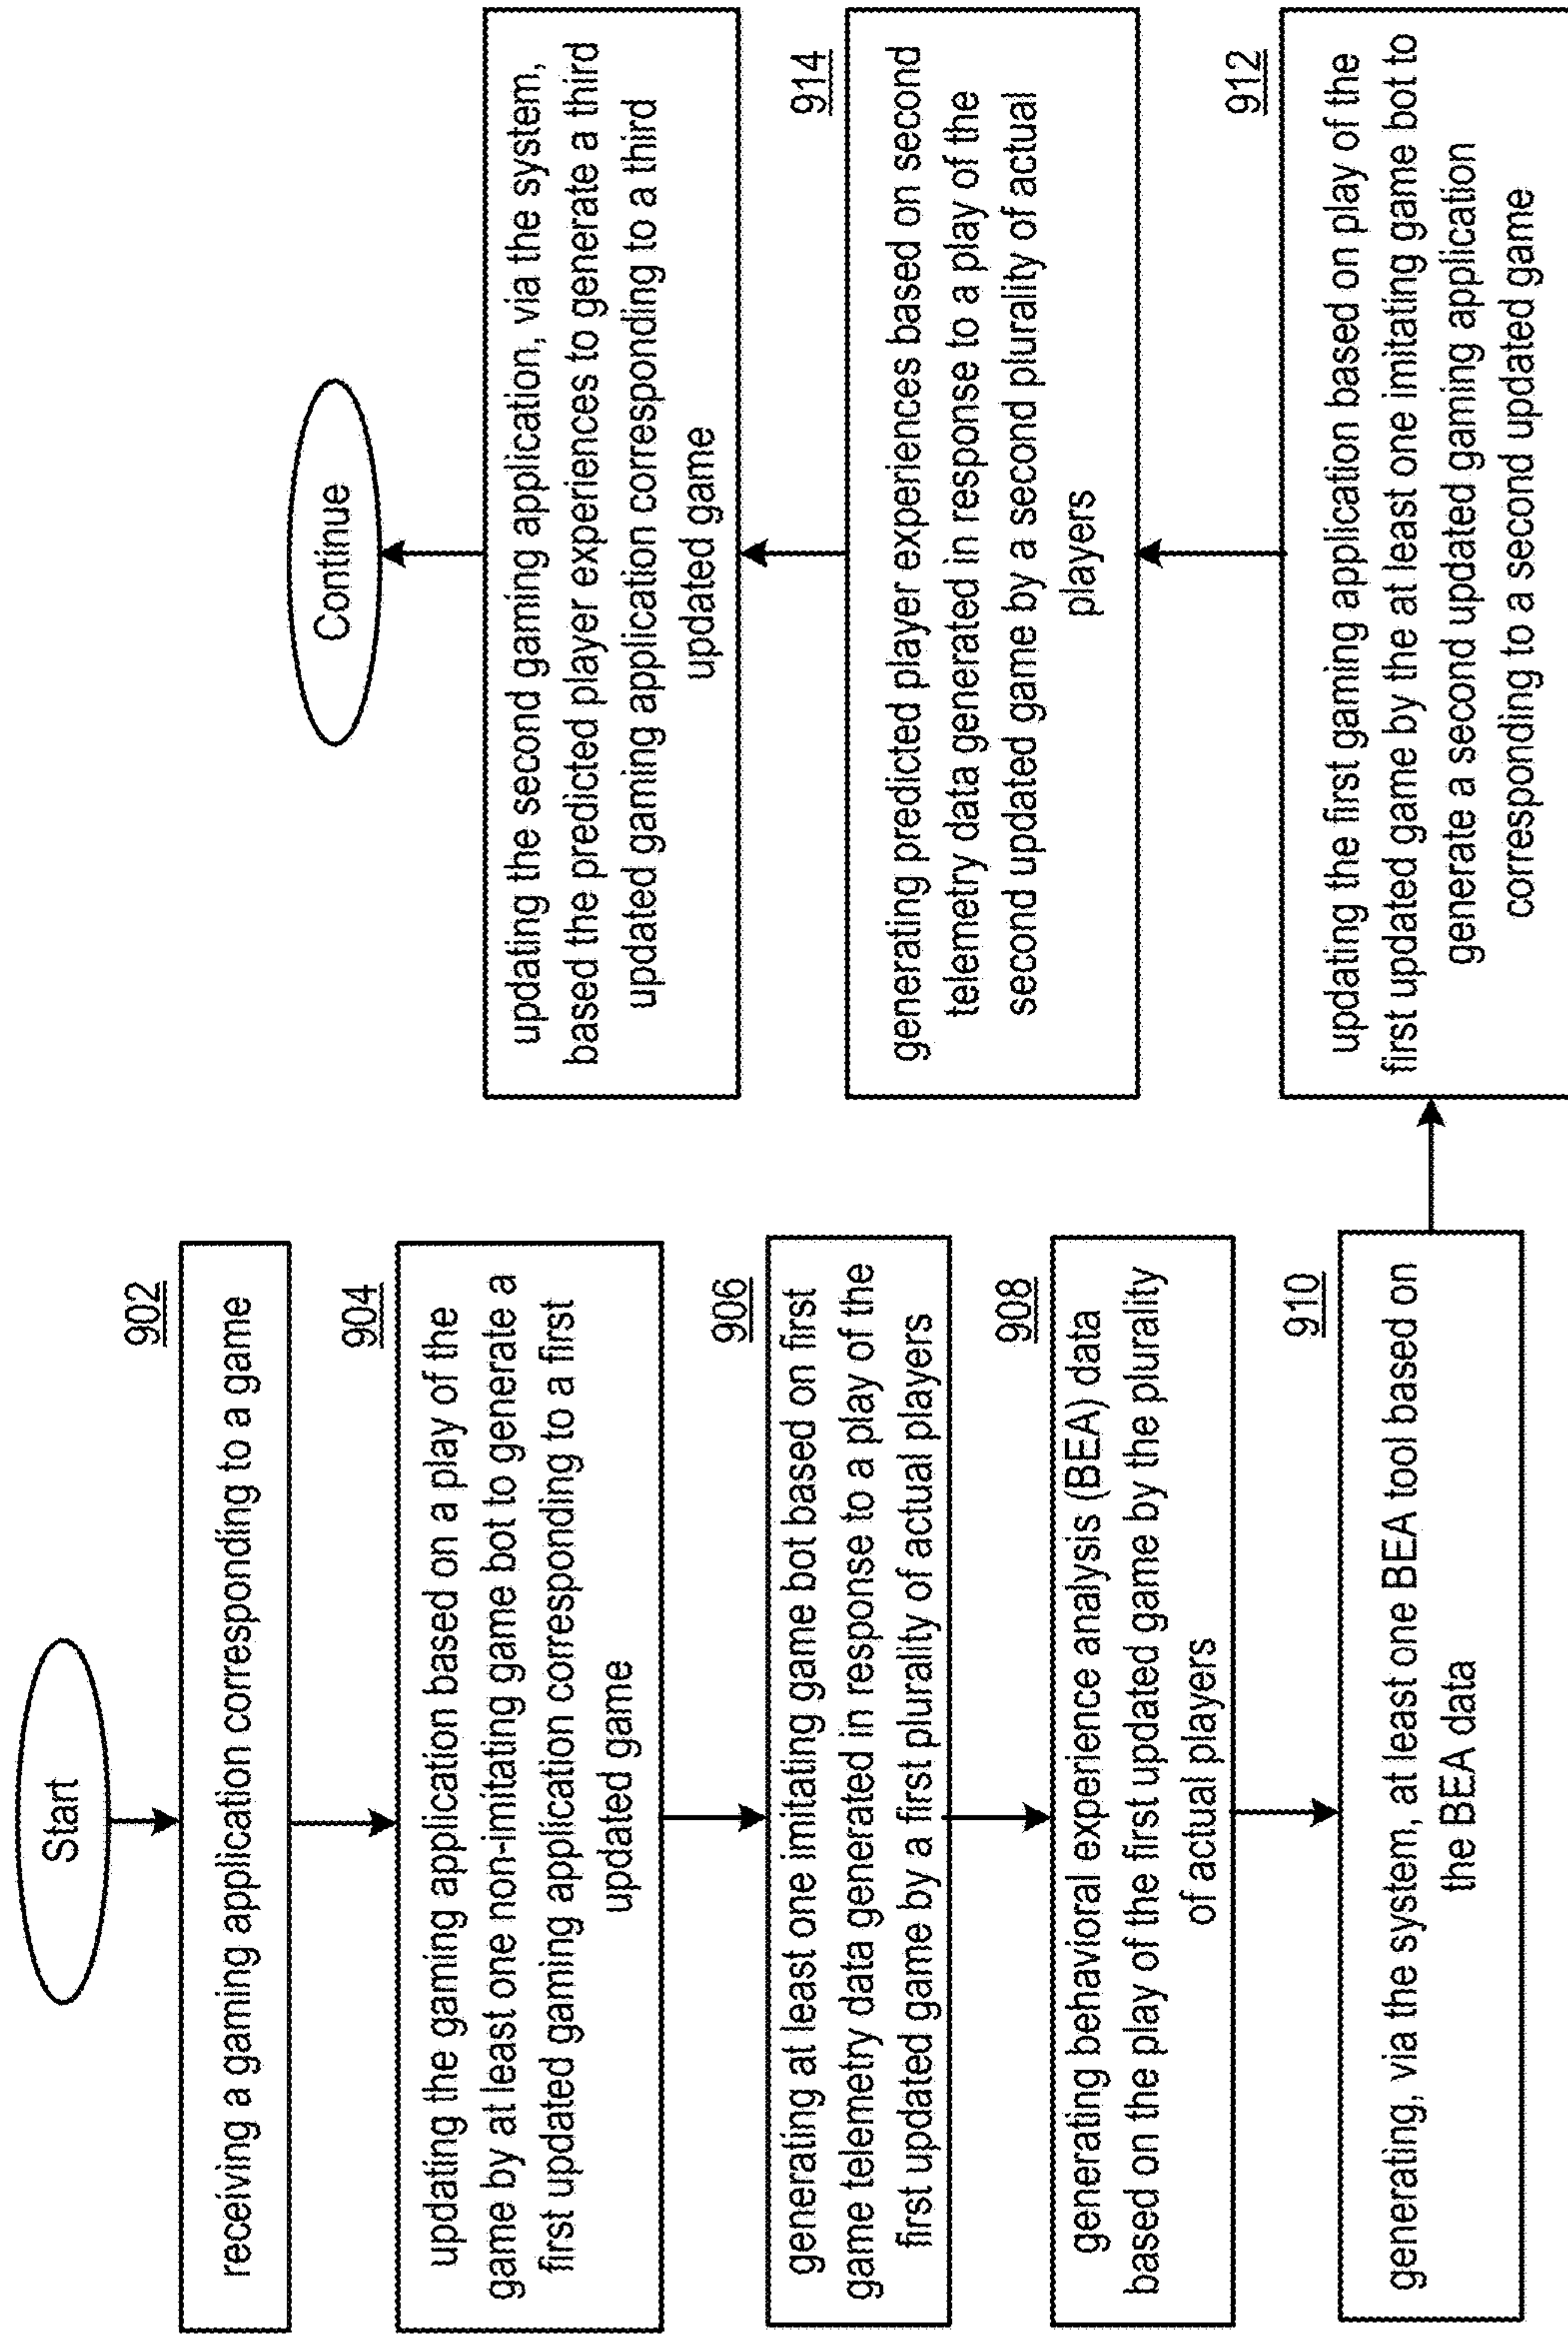 Start
902
receiving a gaming application corresponding to a game
904
updating the gaming application based on a play of the
game by at least one non-imitating game bot to generate a
first updated gaming application corresponding to a first
updated game
906
generating at least one imitating game bot based on first
game telemetry data generated in response to a play of the
first updated game by a first plurality of actual players
908
generating behavioral experience analysis (BEA) data
based on the play of the first updated game by the plurality
of actual players
910
generating, via the system, at least one BEA tool based on
the BEA data
912
updating the first gaming application based on play of the
first updated game by the at least one imitating game bot to
generate a second updated gaming application
corresponding to a second updated game
914
generating predicted player experiences based on second
telemetry data generated in response to a play of the
second updated game by a second plurality of actual
players
updating the second gaming application, via the system,
based the predicted player experiences to generate a third
updated gaming application corresponding to a third
updated game
Continue